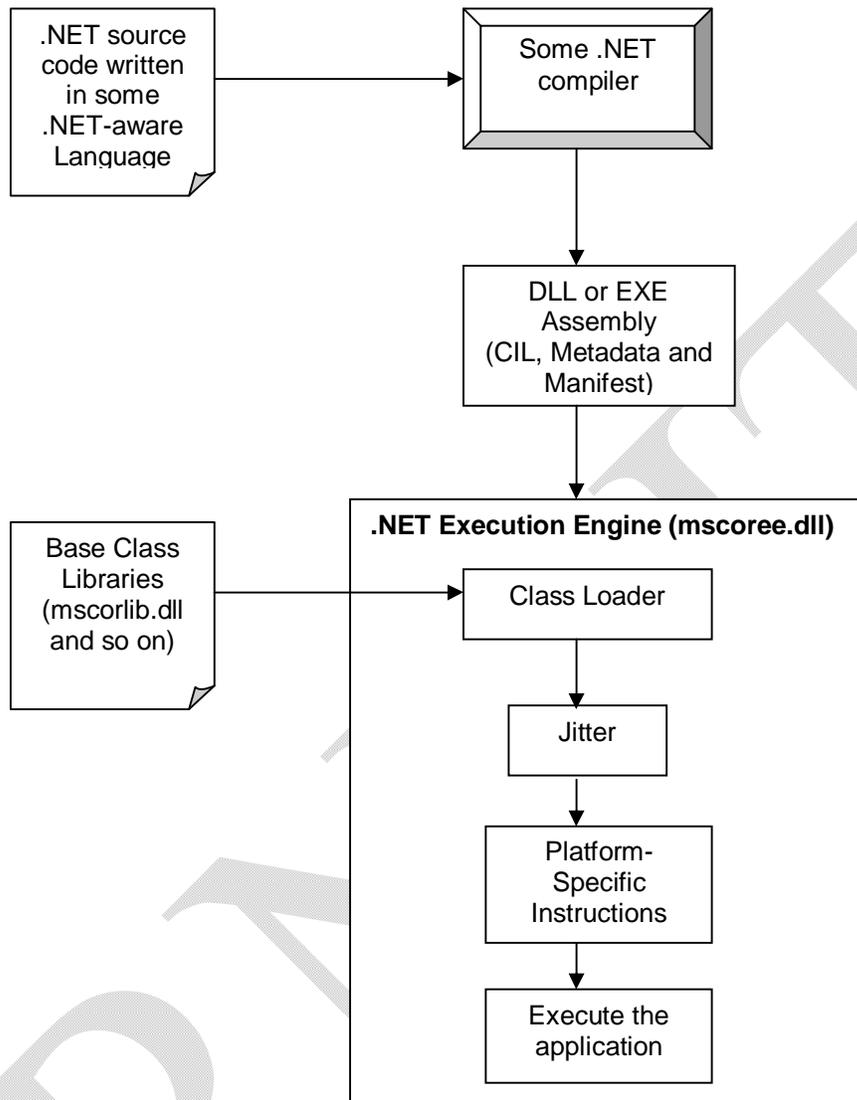 .NET source
code written
in some
.NET-aware
Language
Some .NET
compiler
DLL or EXE
Assembly
(CIL, Metadata and
Manifest)
.NET Execution Engine (mscoree.dll)
Base Class
Libraries
(mscorlib.dll
and so on)
Class Loader
Jitter
Platform-
Specific
Instructions
Execute the
application